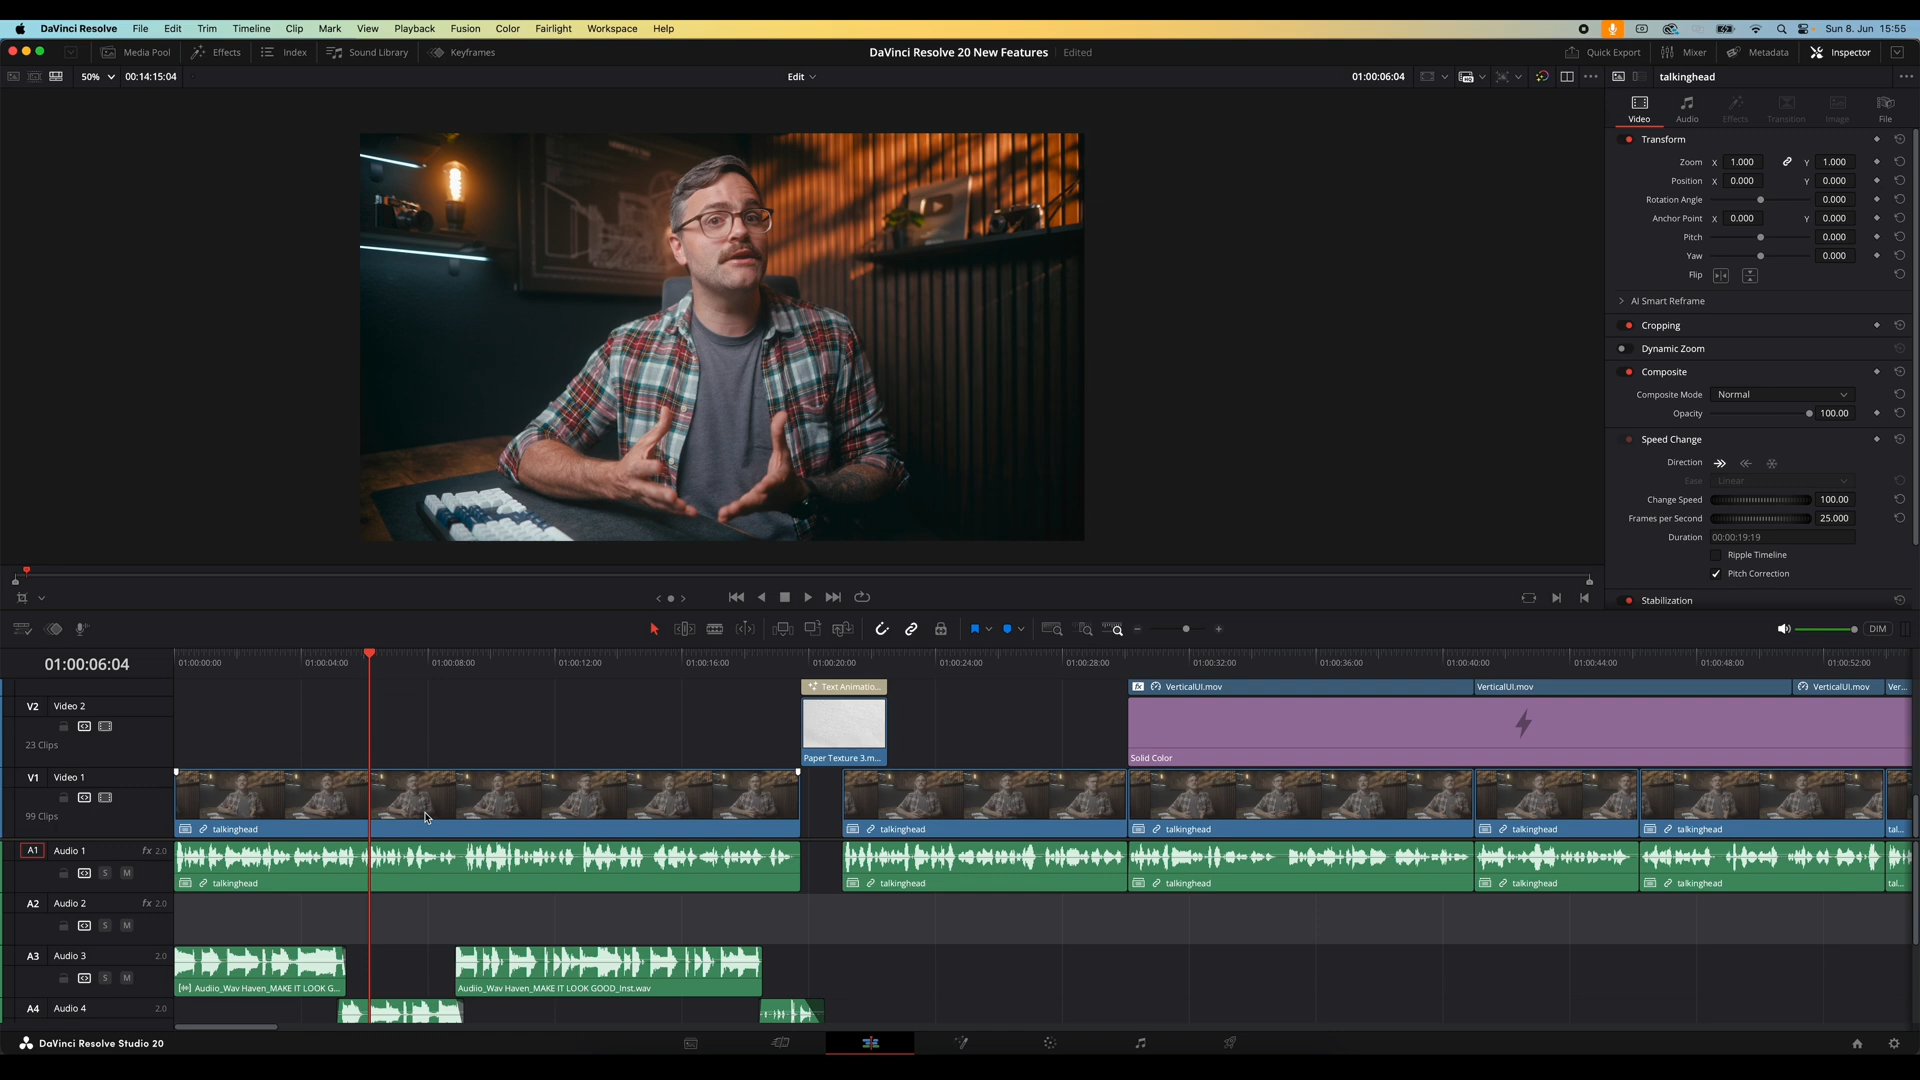 DaVinci Resolve File Edit Trim Timeline Clip Mark View Playback Fusion Color Fairlight Workspace Help Sun 8. Jun 15:55
Media Pool Effects Index Sound Library Keyframes DaVinci Resolve 20 New Features Edited Quick Export Mixer Metadata Inspector
50% 00:14:15:04 Edit 01:00:06:04 talkinghead
Video Audio Effects Transition Image File
Transform
Zoom X 1.000 Y 1.000
Position X 0.000 Y 0.000
Rotation Angle 0.000
Anchor Point X 0.000 Y 0.000
Pitch 0.000
Yaw 0.000
Flip
AI Smart Reframe
Cropping
Dynamic Zoom
Composite
Composite Mode Normal
Opacity 100.00
Speed Change
Direction
Ease Linear
Change Speed 100.00
Frames per Second 25.000
Duration 00:00:19:19
Ripple Timeline
Pitch Correction
Stabilization
DIM
01:00:06:04 01:00:00:00 01:00:04:00 01:00:08:00 01:00:12:00 01:00:16:00 01:00:20:00 01:00:24:00 01:00:28:00 01:00:32:00 01:00:36:00 01:00:40:00 01:00:44:00 01:00:48:00 01:00:52:00
Text Animatio... VerticalUI.mov VerticalUI.mov VerticalUI.mov Ver...
V2 Video 2
23 Clips
Paper Texture 3.m... Solid Color
V1 Video 1
99 Clips
talkinghead talkinghead talkinghead talkinghead talkinghead tal...
A1 Audio 1 fx 2.0
S M
talkinghead talkinghead talkinghead talkinghead talkinghead tal...
A2 Audio 2 fx 2.0
S M
A3 Audio 3 2.0
S M
Audiio_Wav Haven_MAKE IT LOOK G... Audiio_Wav Haven_MAKE IT LOOK GOOD_Inst.wav
A4 Audio 4 2.0
DaVinci Resolve Studio 20